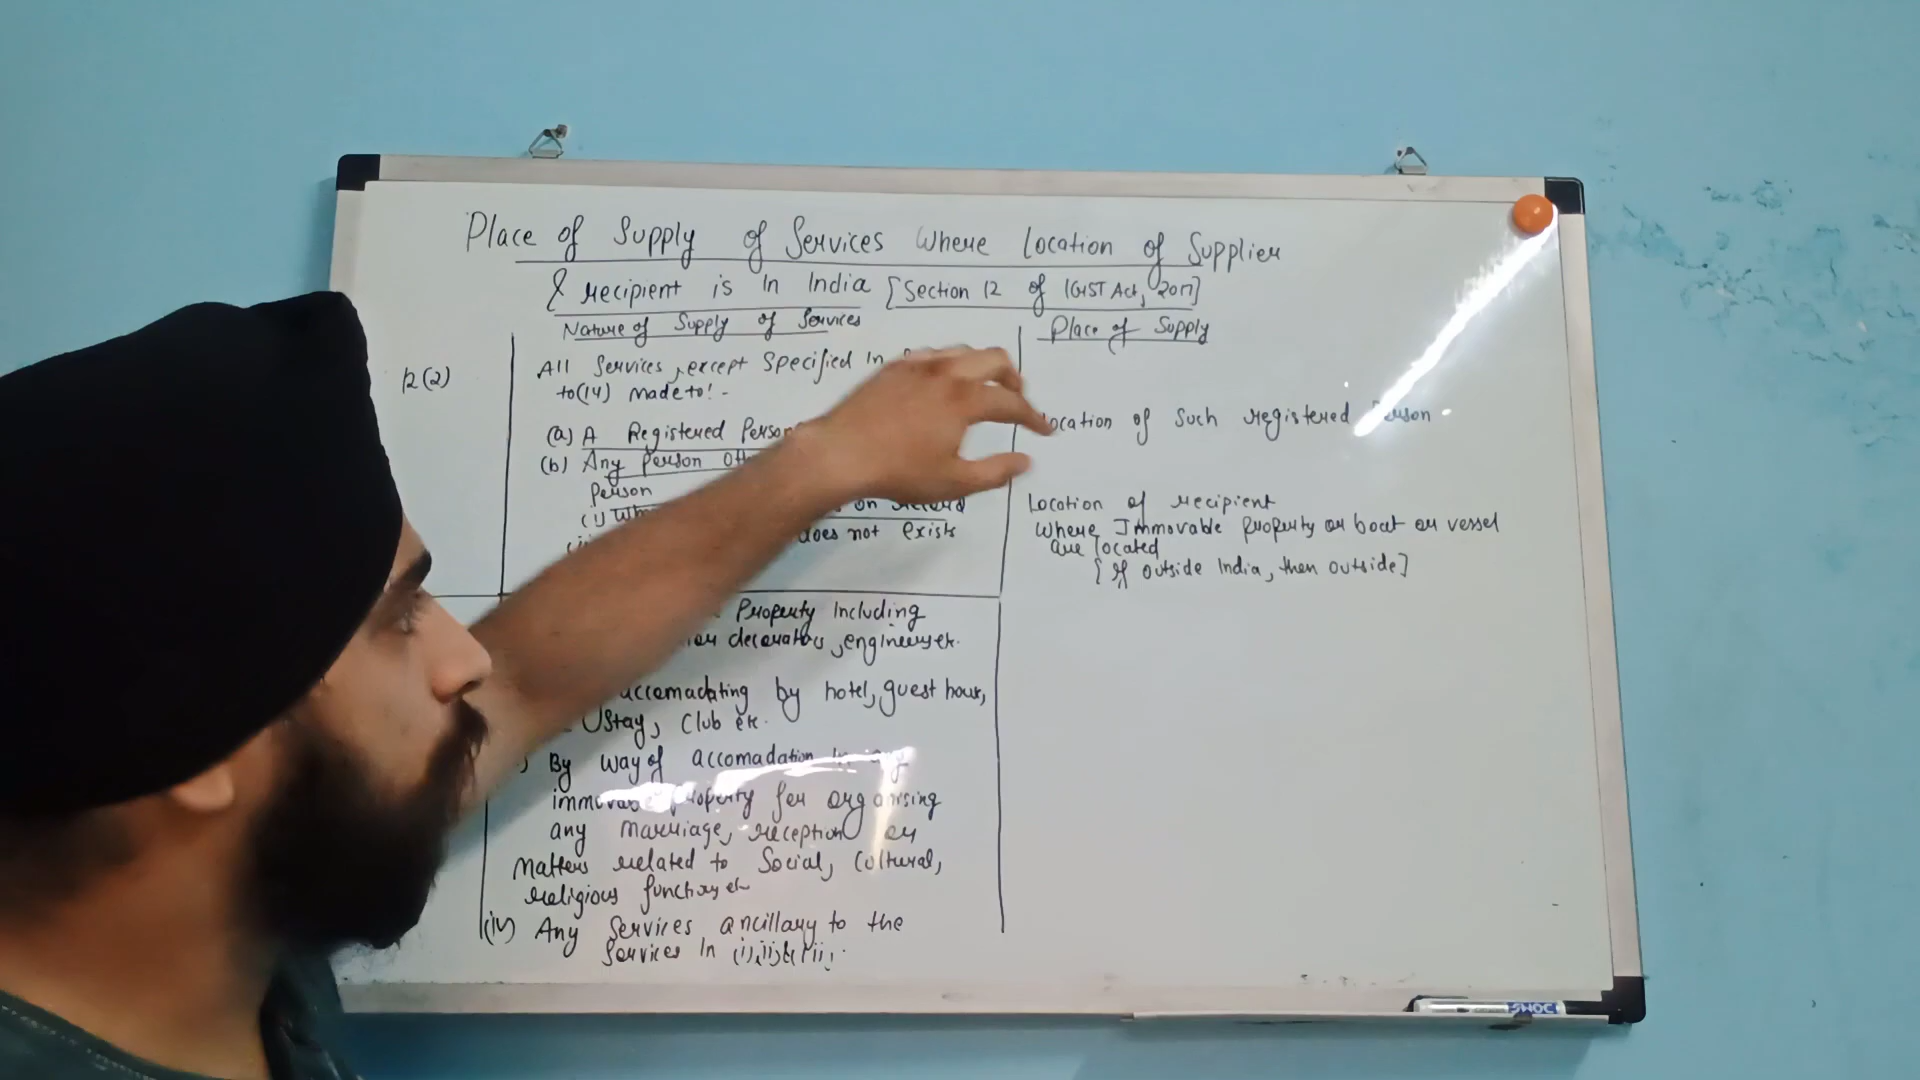 Place of Supply of Services Where Location of Supplier
& recipient is In India [Section 12 of IGST Act, 2017]
Nature of Supply of Services
Place of Supply
12(2)
All Services, except Specified In
to(14) made to:-
(a) A Registered Person
(b) Any person
Person
(i)
on record
does not exists
Location of Such registered Person
Location of recipient
Where Immovable Property or boat or vessel
are located
[If outside India, then outside]
Property Including
decorators, engineers etc.
accomadating by hotel, guest house,
Stay, Club etc.
By way of accomadation In any
immovable property for organising
any marriage, reception or
Matters related to Social, Cultural,
religious function etc
(iv) Any Services ancillary to the
Services In (i),(ii)&(iii).
DOMS